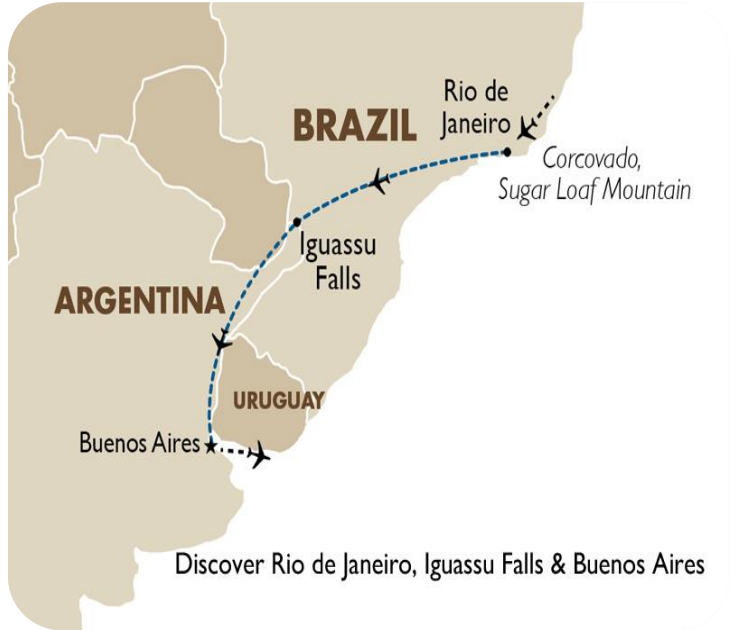 Rio de
Janeiro
BRAZIL
Corcovado,
Sugar Loaf Mountain
Iguassu
Falls
ARGENTINA
URUGUAY
Buenos Aires
Discover Rio de Janeiro, Iguassu Falls & Buenos Aires